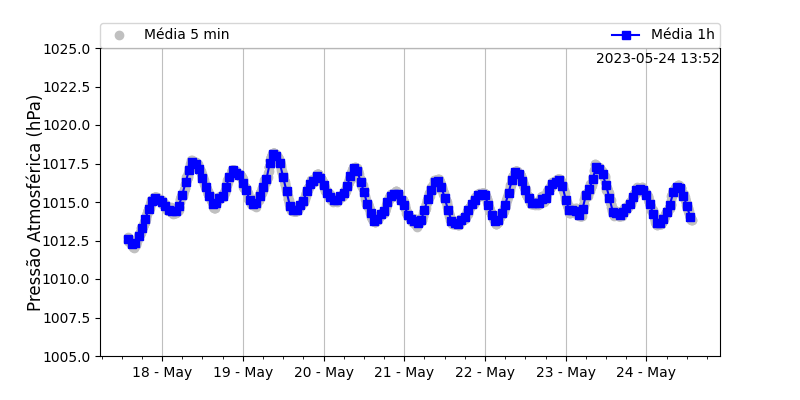 Média 5 min
Média 1h
2023-05-24 13:52
Pressão Atmosférica (hPa)
1025.0
1022.5
1020.0
1017.5
1015.0
1012.5
1010.0
1007.5
1005.0
18 - May
19 - May
20 - May
21 - May
22 - May
23 - May
24 - May